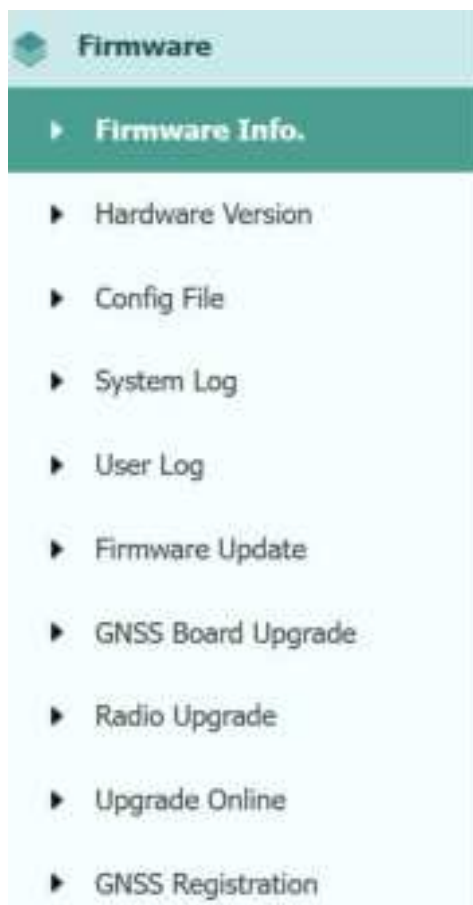 Firmware
Firmware Info.
Hardware Version
Config File
System Log
User Log
Firmware Update
GNSS Board Upgrade
Radio Upgrade
Upgrade Online
GNSS Registration